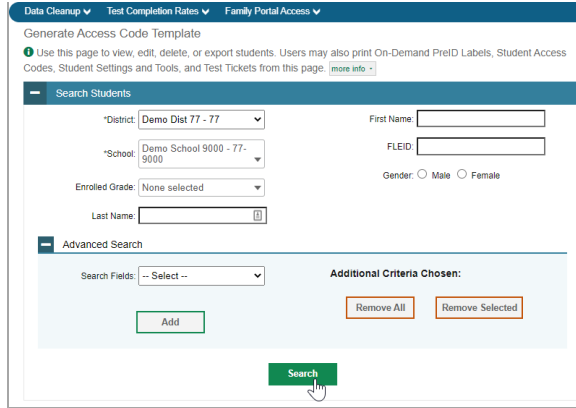 Data Cleanup Test Completion Rates Family Portal Access
Generate Access Code Template
Use this page to view, edit, delete, or export students. Users may also print On-Demand PreID Labels, Student Access
Codes, Student Settings and Tools, and Test Tickets from this page. more info -
Search Students
*District: Demo Dist 77 - 77
First Name:
*School: Demo School 9000 - 77-
9000
FLEID:
Gender: Male Female
Enrolled Grade: None selected
Last Name:
Advanced Search
Search Fields: -- Select --
Additional Criteria Chosen:
Add
Remove All Remove Selected
Search